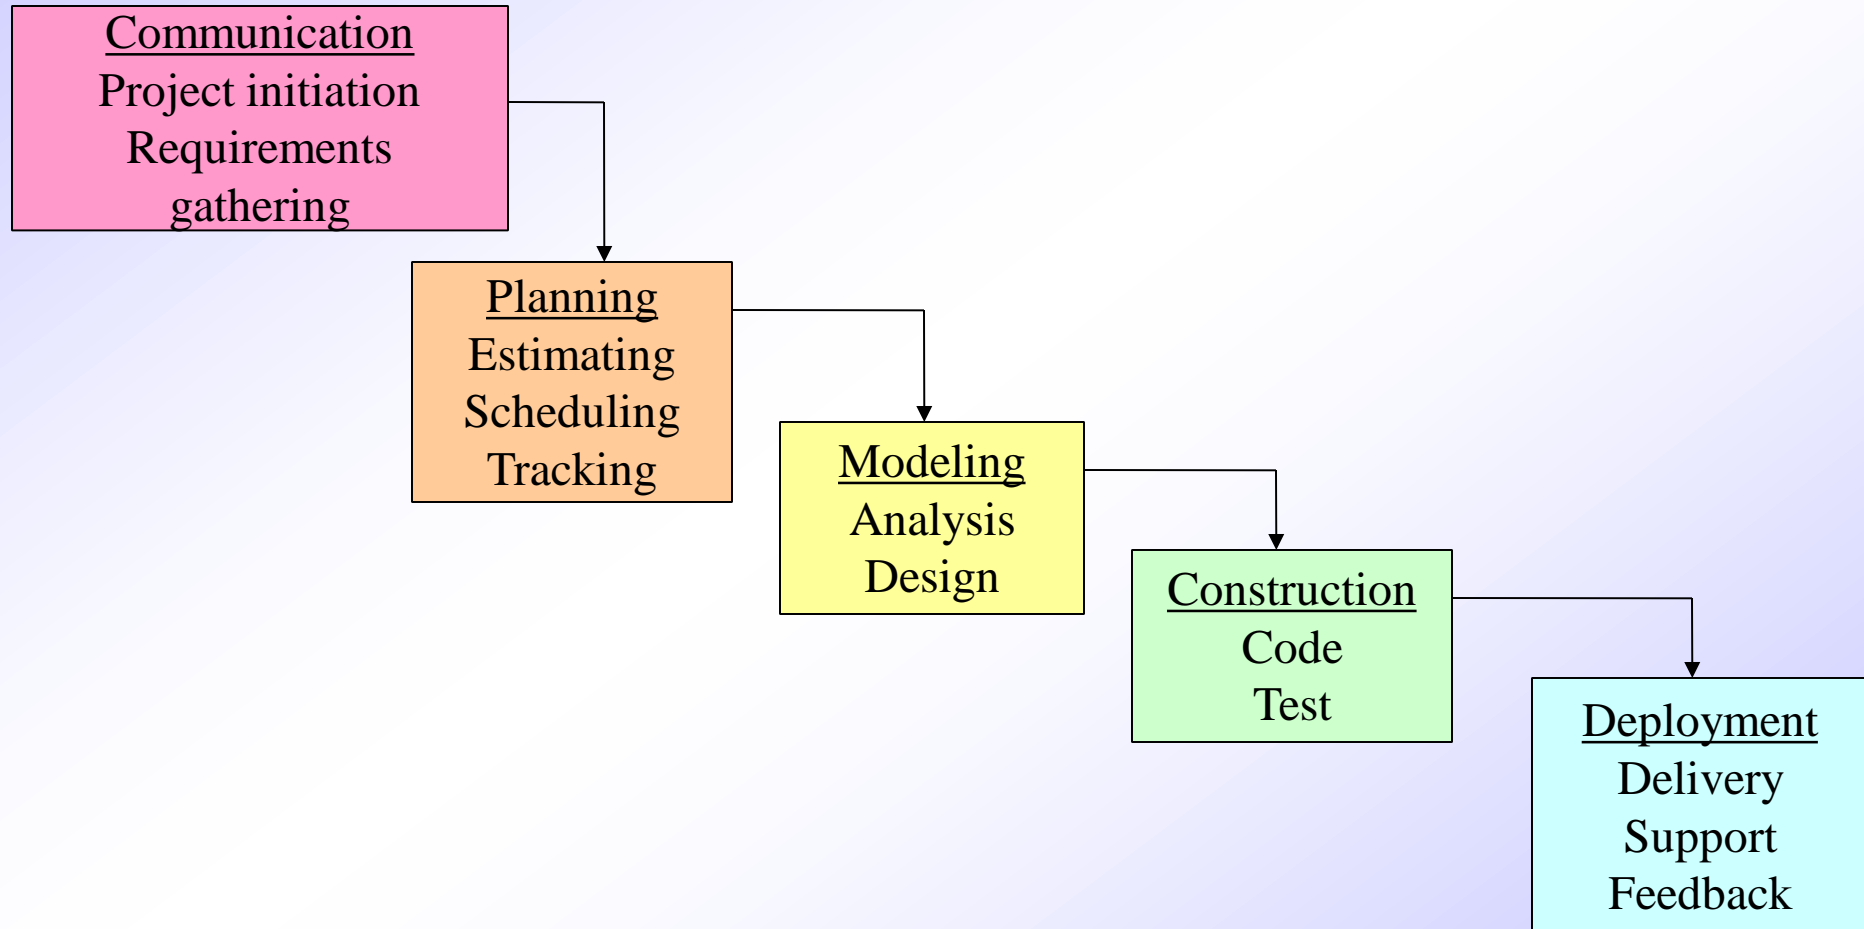 Communication
Project initiation
Requirements
gathering
Planning
Estimating
Scheduling
Tracking
Modeling
Analysis
Design
Construction
Code
Test
Deployment
Delivery
Support
Feedback